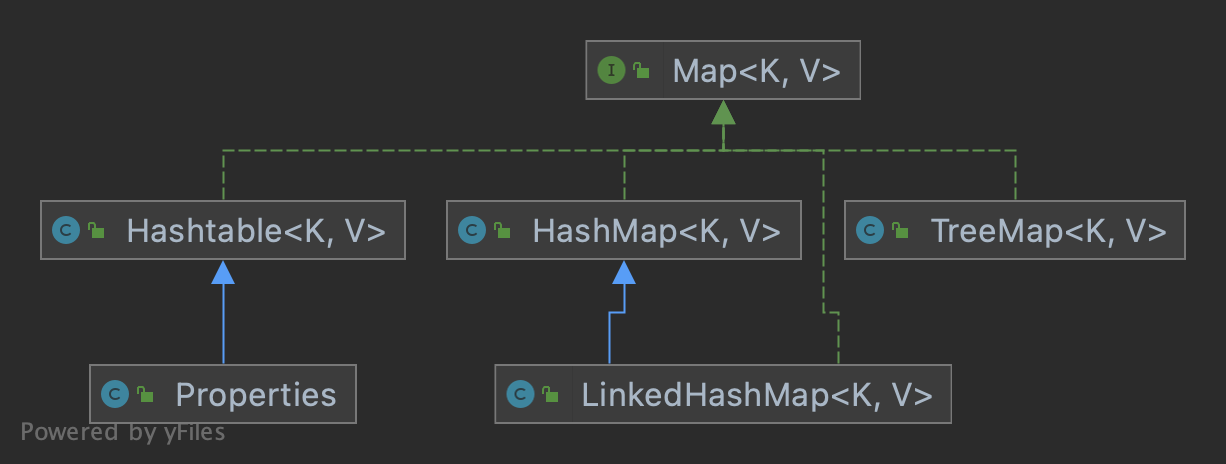 I Map<K, V>
C Hashtable<K, V>
C HashMap<K, V>
C TreeMap<K, V>
C Properties
C LinkedHashMap<K, V>
Powered by yFiles